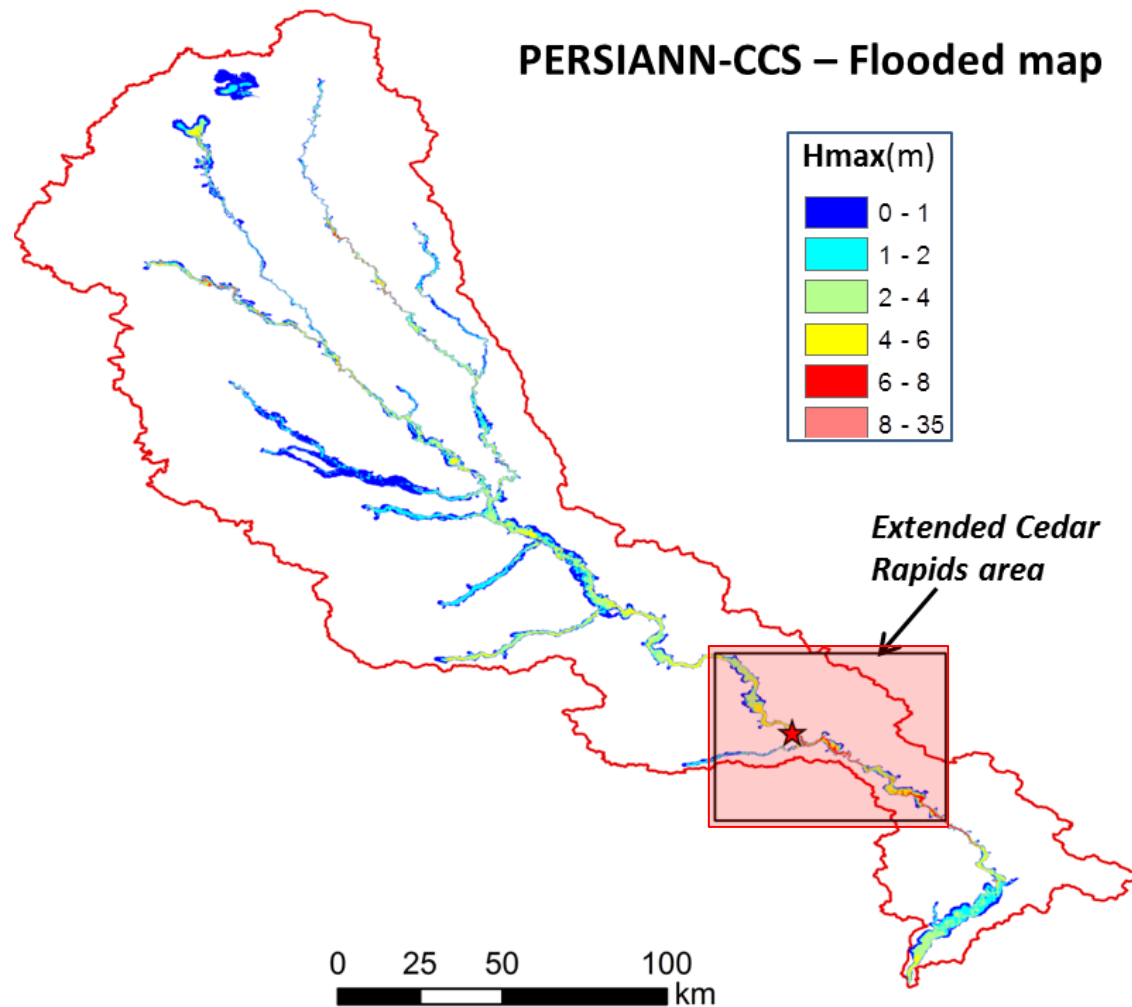 PERSIANN-CCS – Flooded map
Hmax(m)
0 - 1
1 - 2
2 - 4
4 - 6
6 - 8
8 - 35
Extended Cedar
Rapids area
0 25 50 100
km